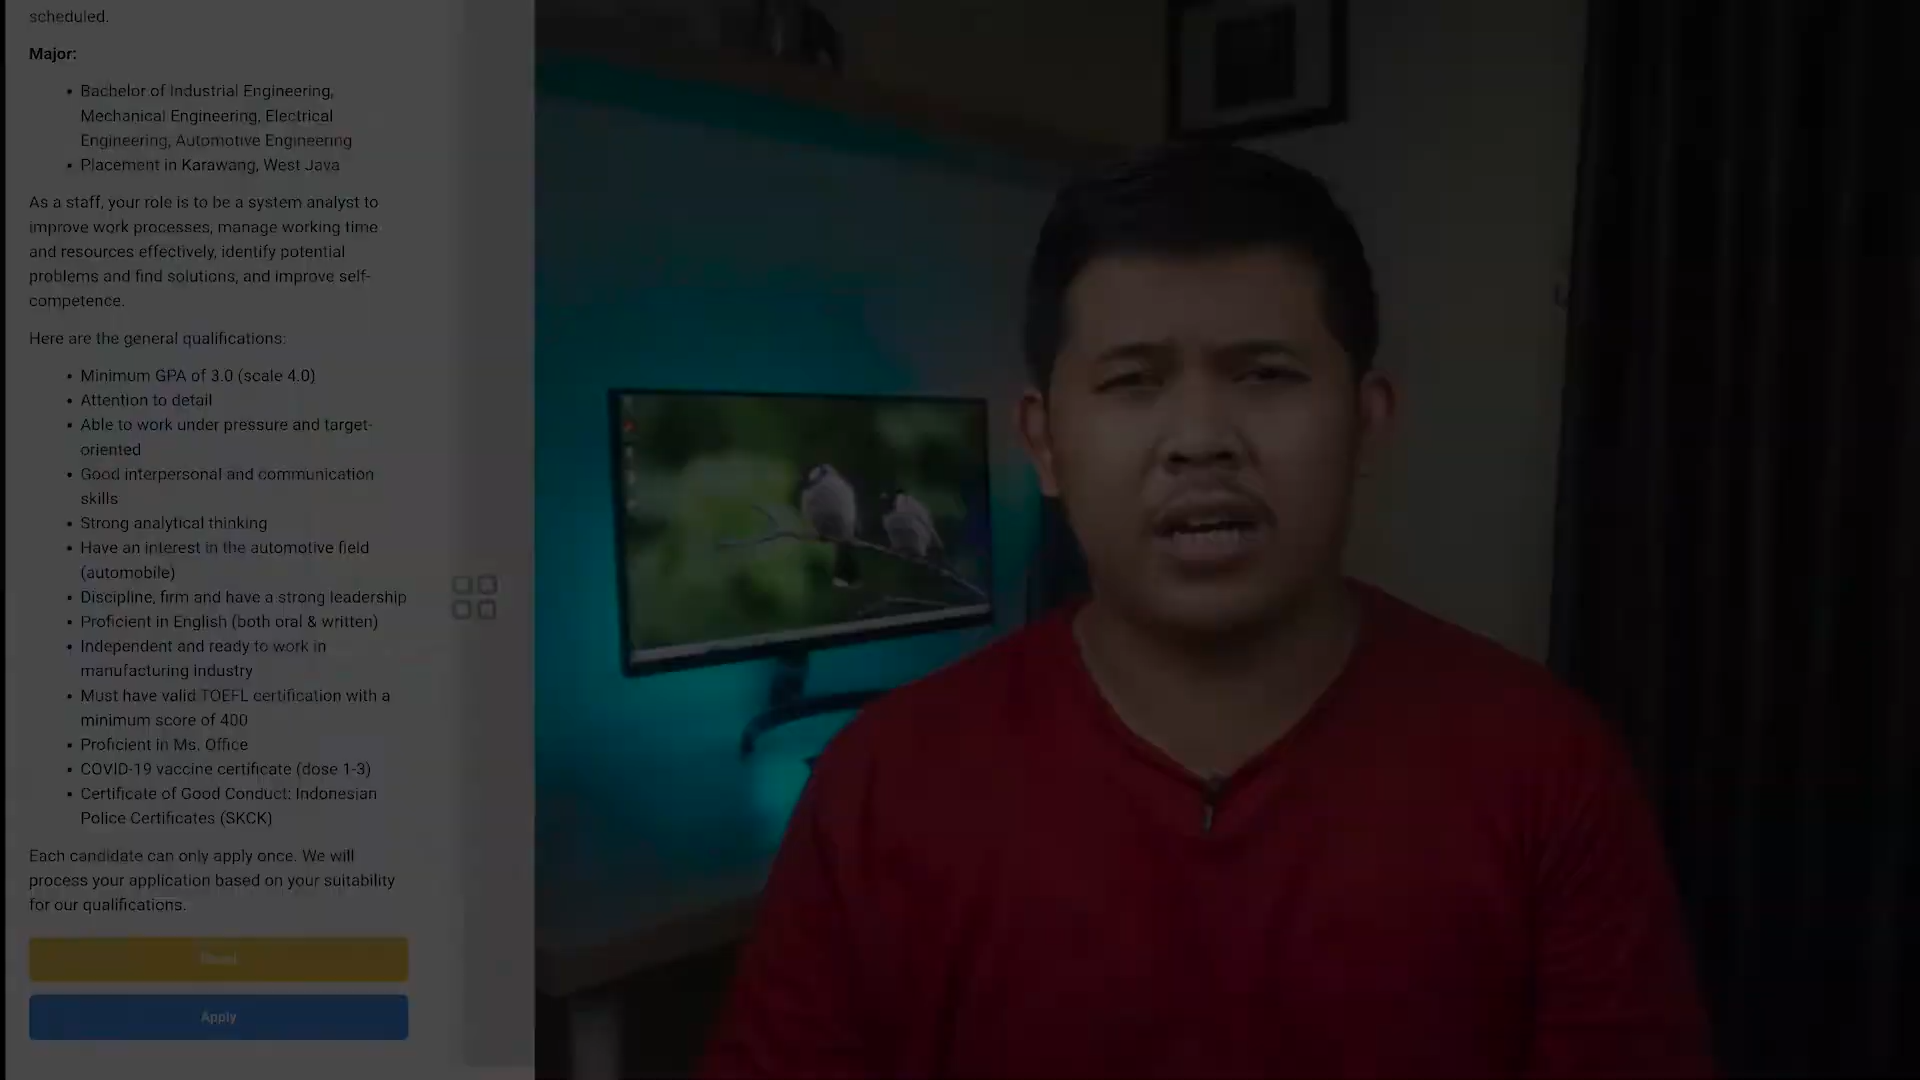 scheduled.
Major:
• Bachelor of Industrial Engineering,
Mechanical Engineering, Electrical
Engineering, Automotive Engineering
• Placement in Karawang, West Java
As a staff, your role is to be a system analyst to
improve work processes, manage working time
and resources effectively, identify potential
problems and find solutions, and improve self-
competence.
Here are the general qualifications:
• Minimum GPA of 3.0 (scale 4.0)
• Attention to detail
• Able to work under pressure and target-
oriented
• Good interpersonal and communication
skills
• Strong analytical thinking
• Have an interest in the automotive field
(automobile)
• Discipline, firm and have a strong leadership
• Proficient in English (both oral & written)
• Independent and ready to work in
manufacturing industry
• Must have valid TOEFL certification with a
minimum score of 400
• Proficient in Ms. Office
• COVID-19 vaccine certificate (dose 1-3)
• Certificate of Good Conduct: Indonesian
Police Certificates (SKCK)
Each candidate can only apply once. We will
process your application based on your suitability
for our qualifications.
Apply